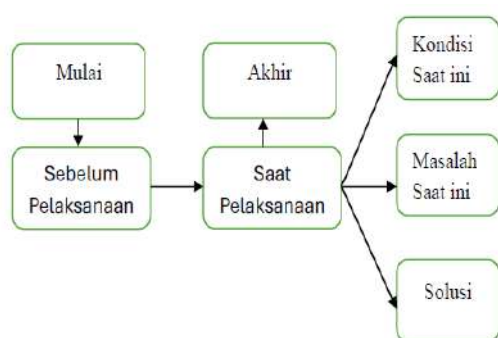 Mulai
Akhir
Kondisi
Saat ini
Sebelum
Pelaksanaan
Saat
Pelaksanaan
Masalah
Saat ini
Solusi